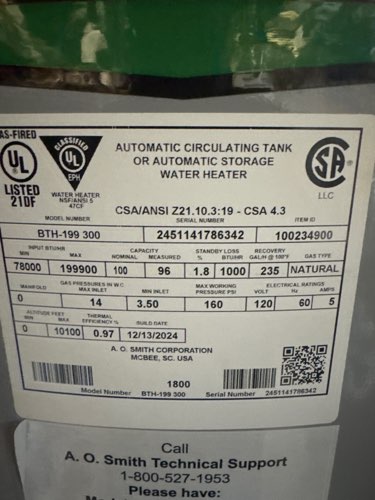 AS-FIRED
UL
LISTED
21DF
CLASSIFIED
UL
EPH
WATER HEATER
NSF/ANSI 5
47CF
AUTOMATIC CIRCULATING TANK
OR AUTOMATIC STORAGE
WATER HEATER
SA
LLC
CSA/ANSI Z21.10.3:19 - CSA 4.3
MODEL NUMBER SERIAL NUMBER ITEM ID
BTH-199 300 2451141786342 100234900
INPUT BTU/HR CAPACITY STANDBY LOSS RECOVERY
MIN MAX NOMINAL MEASURED % BTU/HR GAL/H @ 100°F GAS TYPE
78000 199900 100 96 1.8 1000 235 NATURAL
GAS PRESSURES IN W.C. MAX WORKING ELECTRICAL RATINGS
MANIFOLD MAX INLET MIN INLET PRESSURE PSI VOLT Hz AMPS
0 14 3.50 160 120 60 5
ALTITUDE FEET THERMAL
MIN MAX EFFICIENCY % BUILD DATE
0 10100 0.97 12/13/2024
A. O. SMITH CORPORATION
MCBEE, SC. USA
1800
Model Number BTH-199 300 Serial Number 2451141786342
Call
A. O. Smith Technical Support
1-800-527-1953
Please have: